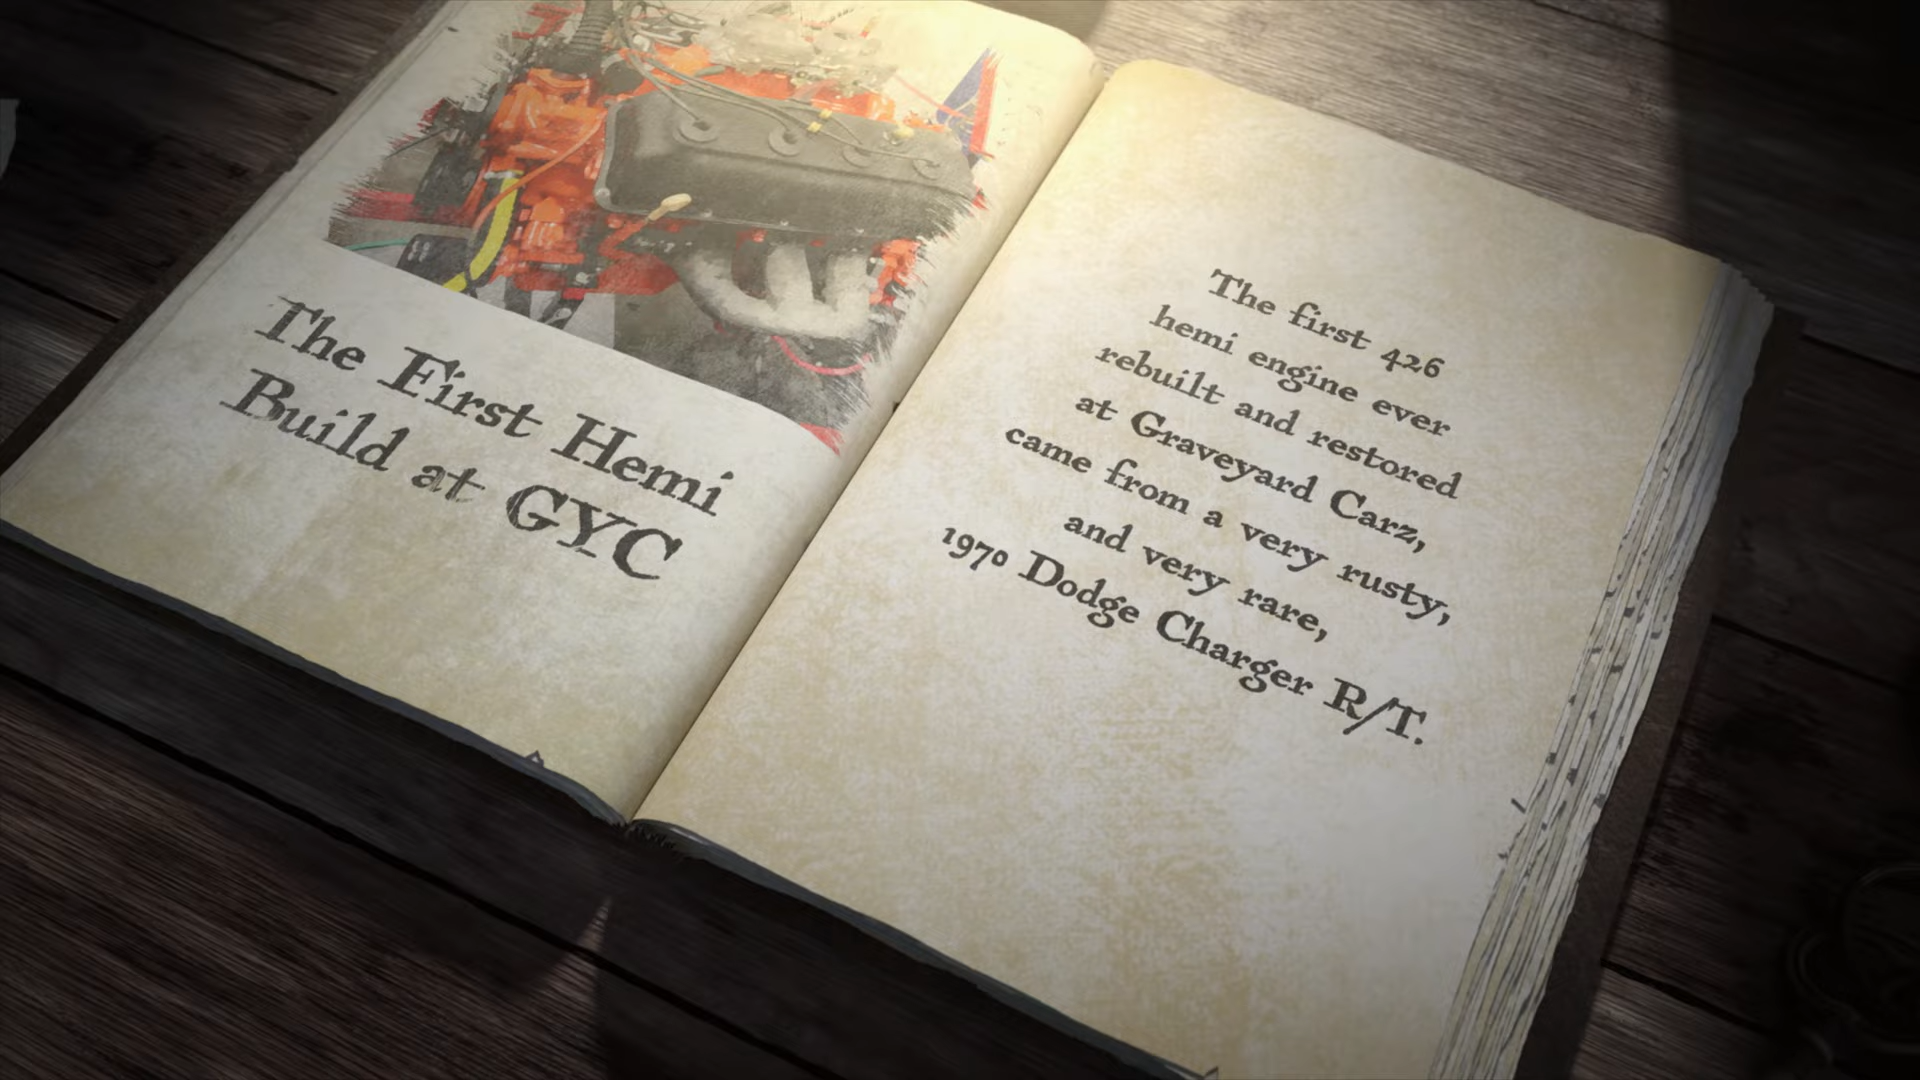 The First Hemi
Build at GYC
The first 426
hemi engine ever
rebuilt and restored
at Graveyard Carz,
came from a very rusty,
and very rare,
1970 Dodge Charger R/T.